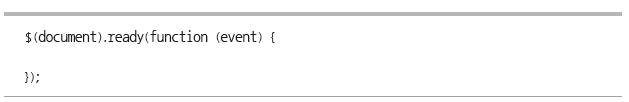 $(document).ready(function (event) {
});